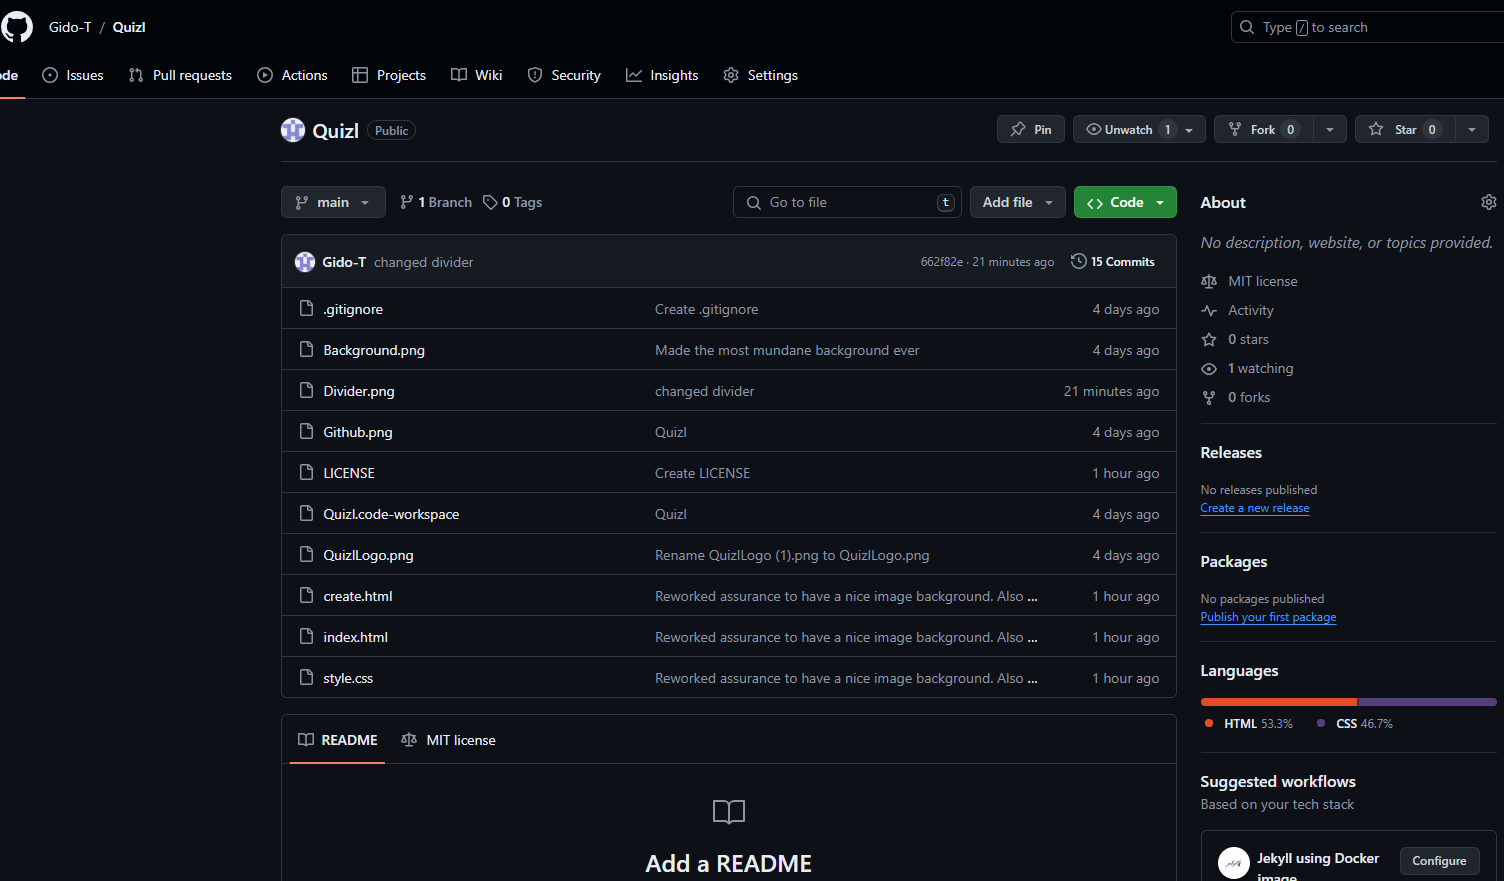 Gido-T / Quizl
Type / to search
ode Issues Pull requests Actions Projects Wiki Security Insights Settings
Quizl Public
Pin Unwatch 1 Fork 0 Star 0
main 1 Branch 0 Tags Go to file t Add file Code
Gido-T changed divider 662f82e · 21 minutes ago 15 Commits
.gitignore Create .gitignore 4 days ago
Background.png Made the most mundane background ever 4 days ago
Divider.png changed divider 21 minutes ago
Github.png Quizl 4 days ago
LICENSE Create LICENSE 1 hour ago
Quizl.code-workspace Quizl 4 days ago
QuizlLogo.png Rename QuizlLogo (1).png to QuizlLogo.png 4 days ago
create.html Reworked assurance to have a nice image background. Also ... 1 hour ago
index.html Reworked assurance to have a nice image background. Also ... 1 hour ago
style.css Reworked assurance to have a nice image background. Also ... 1 hour ago
README MIT license
Add a README
About
No description, website, or topics provided.
MIT license
Activity
0 stars
1 watching
0 forks
Releases
No releases published
Create a new release
Packages
No packages published
Publish your first package
Languages
HTML 53.3% CSS 46.7%
Suggested workflows
Based on your tech stack
Jekyll using Docker
image
Configure